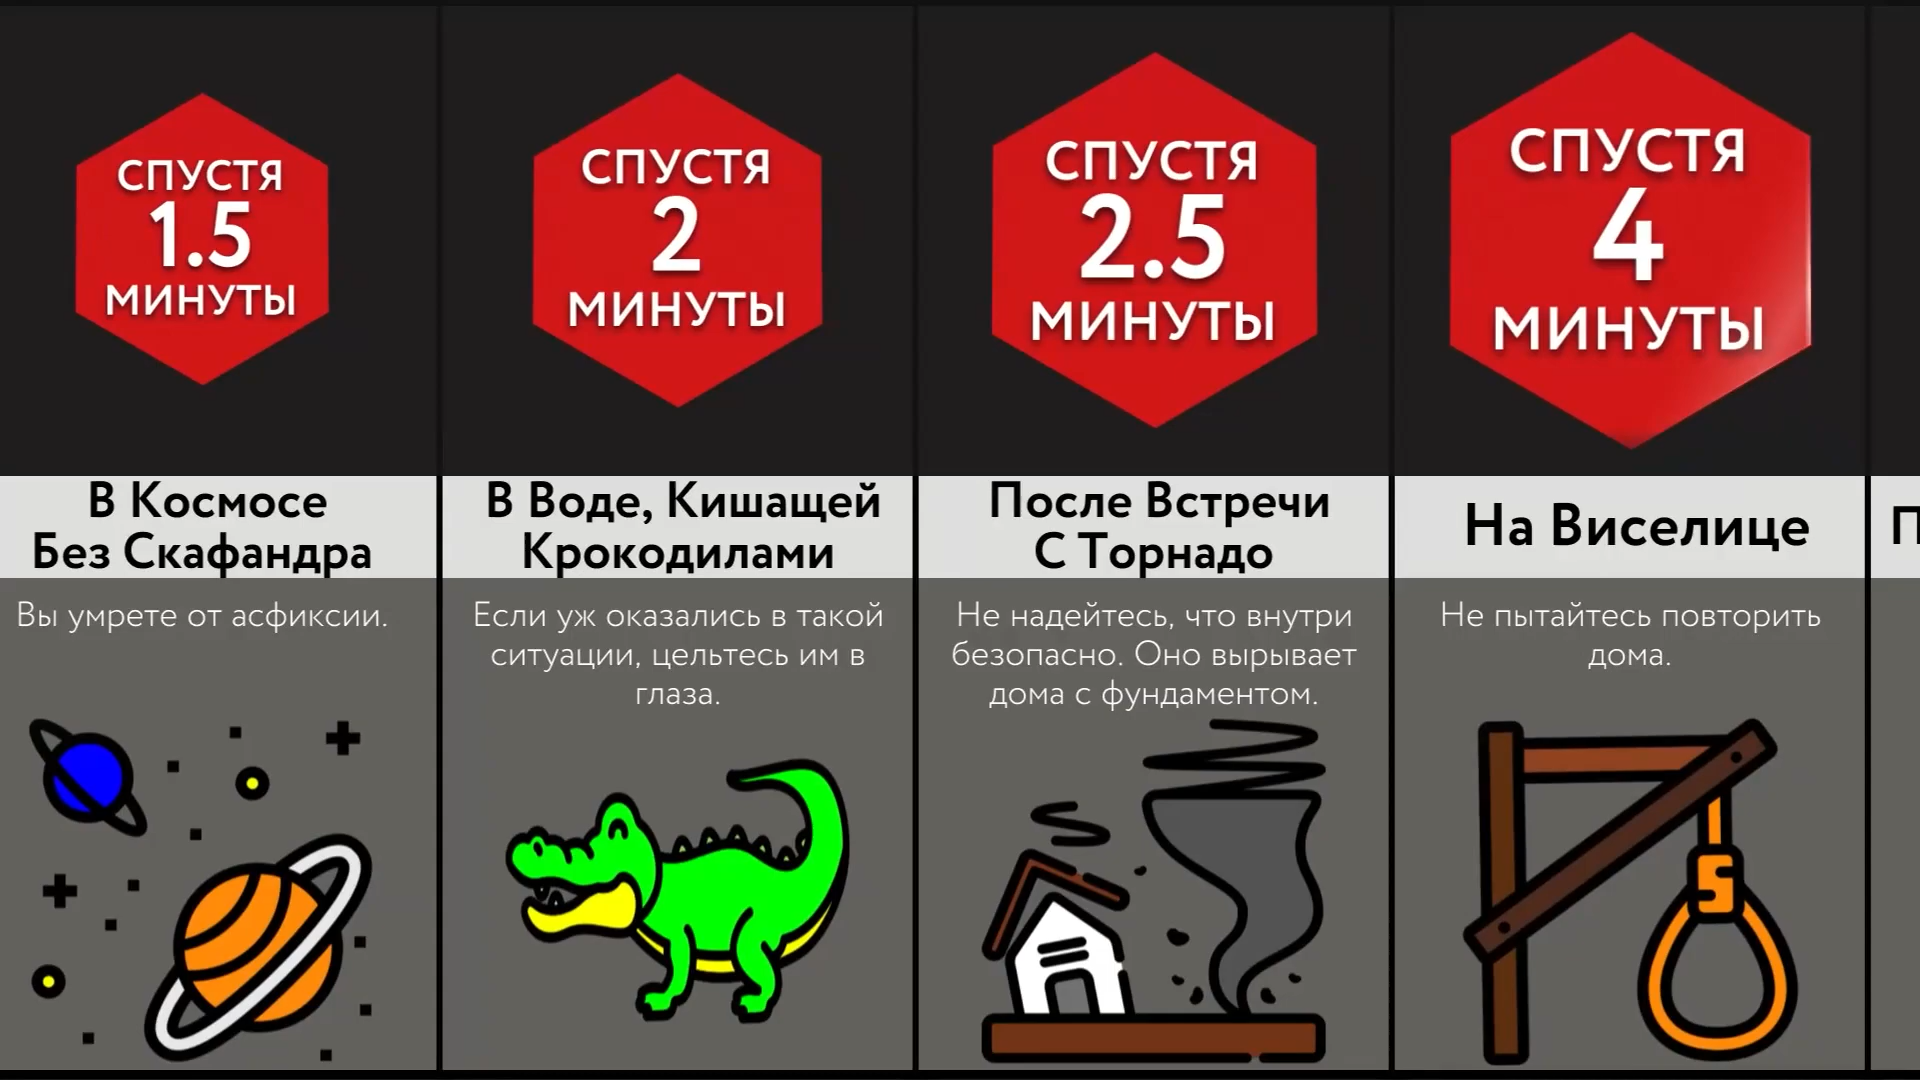 СПУСТЯ
1.5
МИНУТЫ
В Космосе
Без Скафандра
Вы умрете от асфиксии.
СПУСТЯ
2
МИНУТЫ
В Воде, Кишащей
Крокодилами
Если уж оказались в такой
ситуации, цельтесь им в
глаза.
СПУСТЯ
2.5
МИНУТЫ
После Встречи
С Торнадо
Не надейтесь, что внутри
безопасно. Оно вырывает
дома с фундаментом.
СПУСТЯ
4
МИНУТЫ
На Виселице
Не пытайтесь повторить
дома.